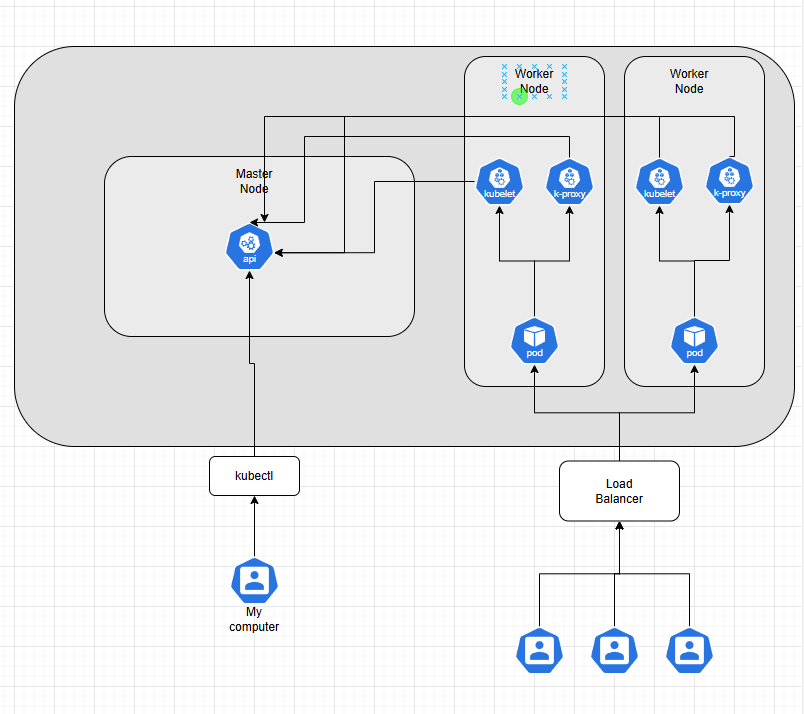 Worker
Node
Worker
Node
Master
Node
kubelet
k-proxy
kubelet
k-proxy
api
pod
pod
kubectl
Load
Balancer
My
computer